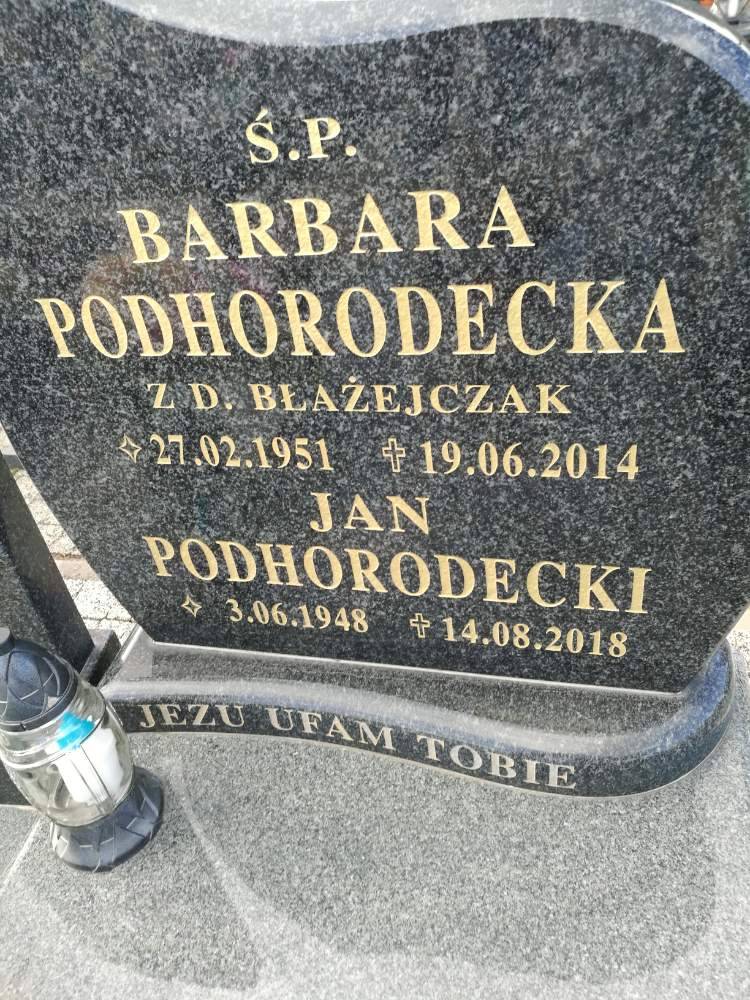 Ś.P.
BARBARA
PODHORODECKA
Z D. BŁAŻEJCZAK
27.02.1951 19.06.2014
JAN
PODHORODECKI
3.06.1948 14.08.2018
JEZU UFAM TOBIE